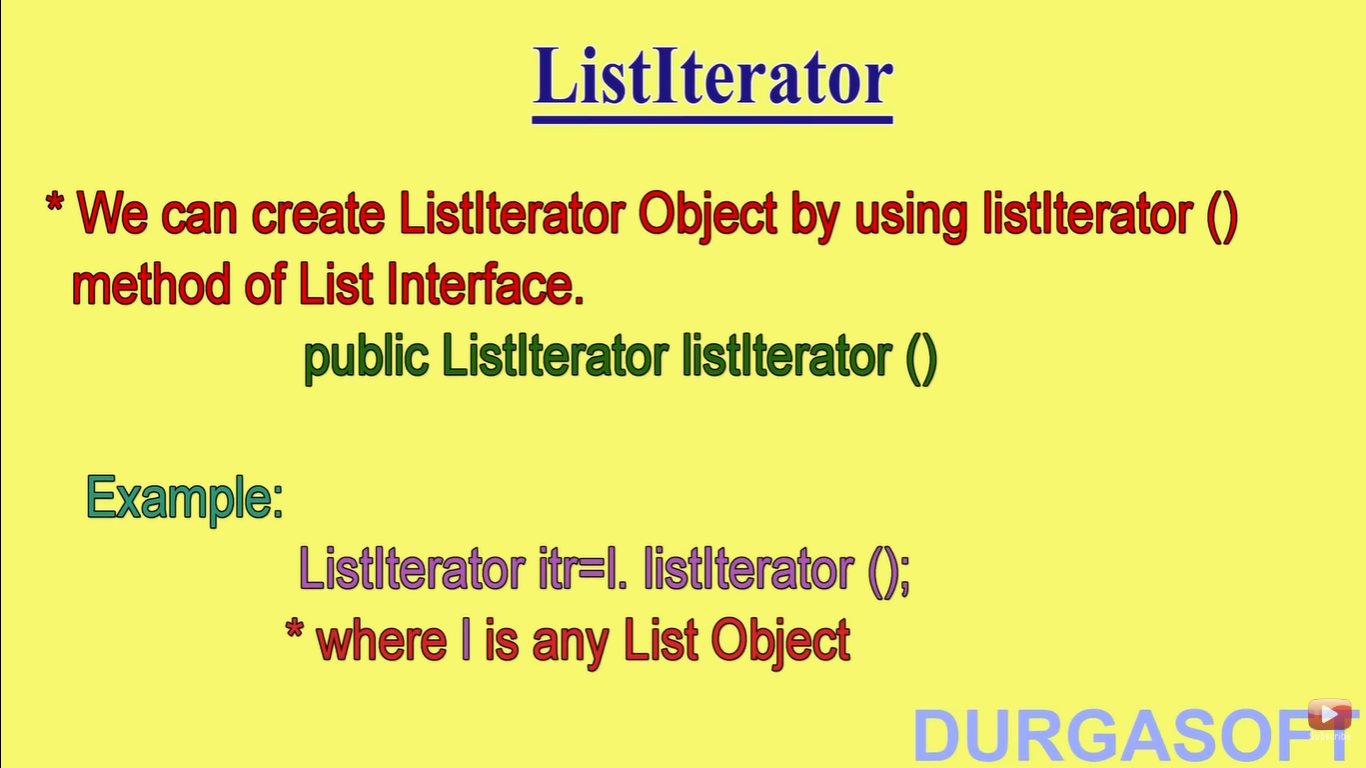 ListIterator
* We can create ListIterator Object by using listIterator ()
method of List Interface.
public ListIterator listIterator ()
Example:
ListIterator itr=l. listIterator ();
* where l is any List Object
DURGASOFT
Subscribe